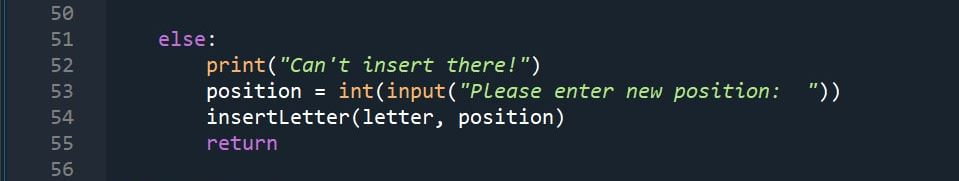 50
51 else:
52 print("Can't insert there!")
53 position = int(input("Please enter new position:  "))
54 insertLetter(letter, position)
55 return
56